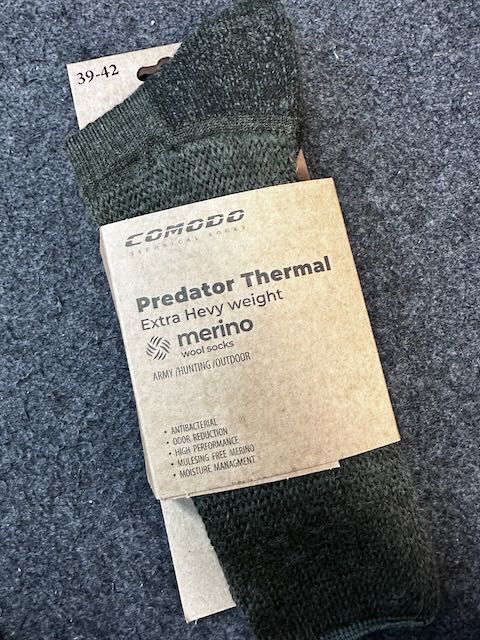 39-42
COMODO
TECHNICAL SOCKS
Predator Thermal
Extra Hevy weight
merino
wool socks
ARMY /HUNTING /OUTDOOR
• ANTIBACTERIAL
• ODOR REDUCTION
• HIGH PERFORMANCE
• MULESING FREE MERINO
• MOISTURE MANAGMENT